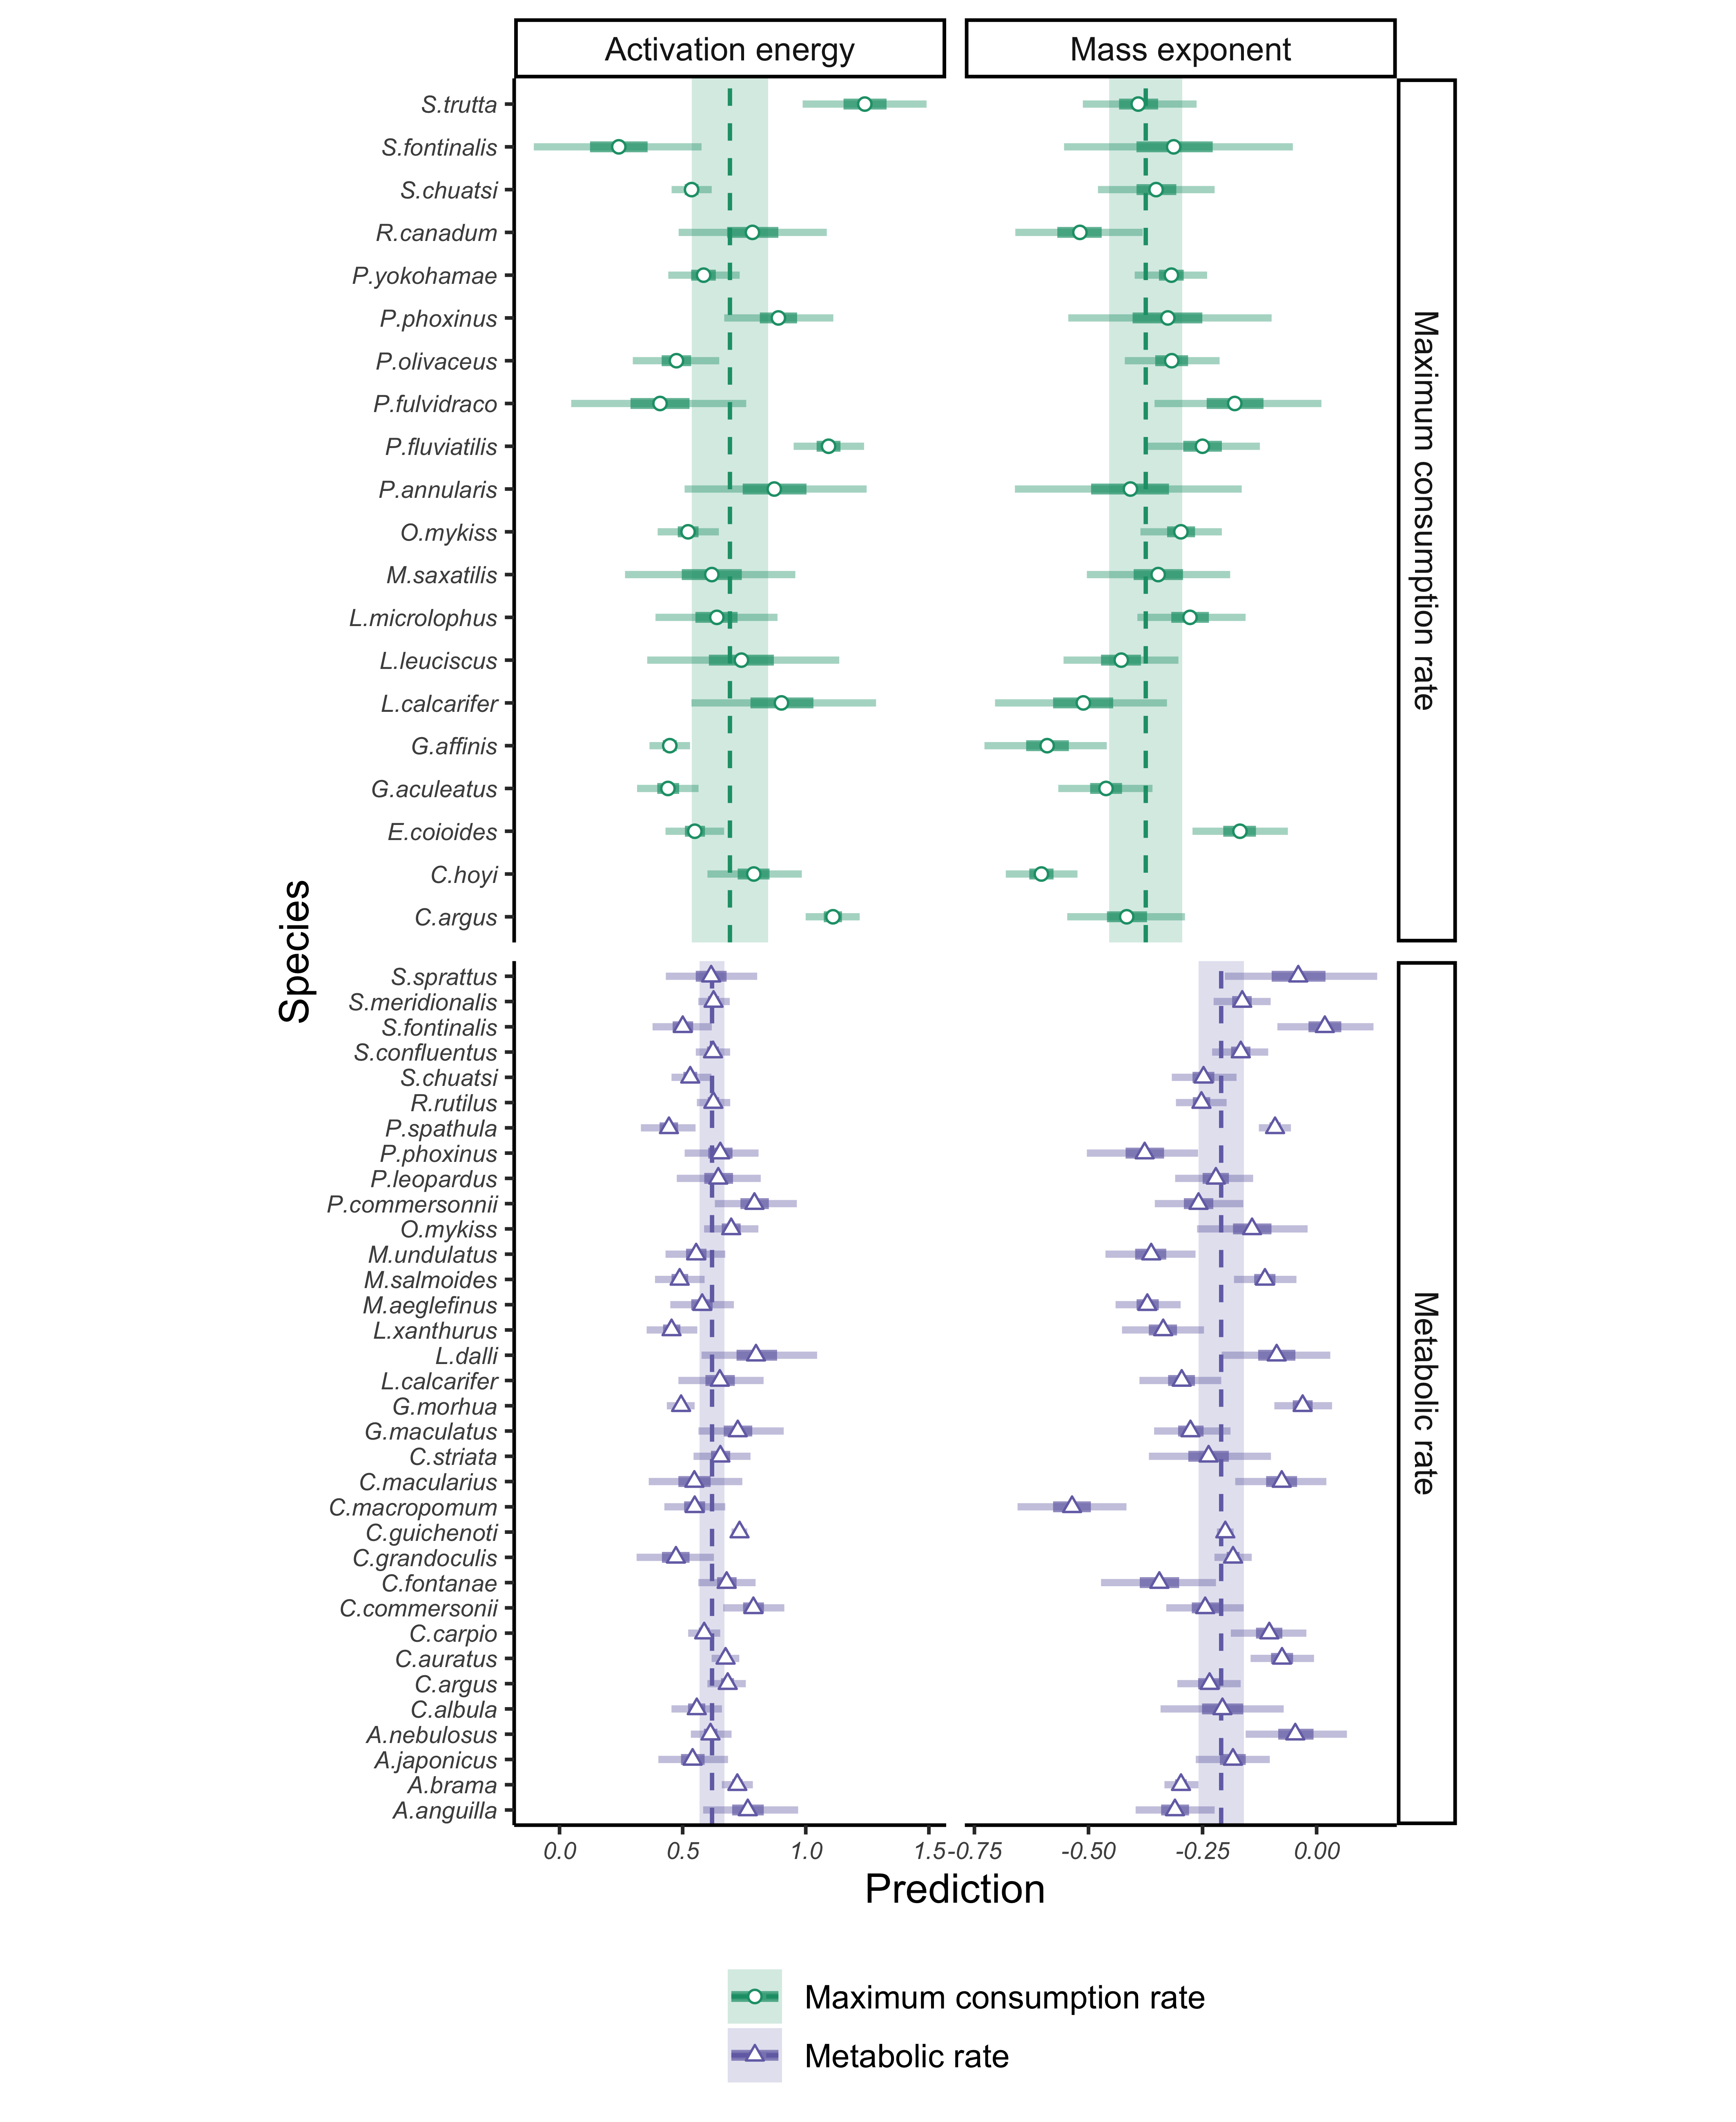 Activation energy
Mass exponent
S.trutta
S.fontinalis
S.chuatsi
R.canadum
P.yokohamae
P.phoxinus
P.olivaceus
P.fulvidraco
P.fluviatilis
P.annularis
O.mykiss
M.saxatilis
L.microlophus
L.leuciscus
L.calcarifer
G.affinis
G.aculeatus
E.coioides
C.hoyi
C.argus
Maximum consumption rate
Species
S.sprattus
S.meridionalis
S.fontinalis
S.confluentus
S.chuatsi
R.rutilus
P.spathula
P.phoxinus
P.leopardus
P.commersonnii
O.mykiss
M.undulatus
M.salmoides
M.aeglefinus
L.xanthurus
L.dalli
L.calcarifer
G.morhua
G.maculatus
C.striata
C.macularius
C.macropomum
C.guichenoti
C.grandoculis
C.fontanae
C.commersonii
C.carpio
C.auratus
C.argus
C.albula
A.nebulosus
A.japonicus
A.brama
A.anguilla
Metabolic rate
0.0 0.5 1.0 1.5
-0.75 -0.50 -0.25 0.00
Prediction
Maximum consumption rate
Metabolic rate